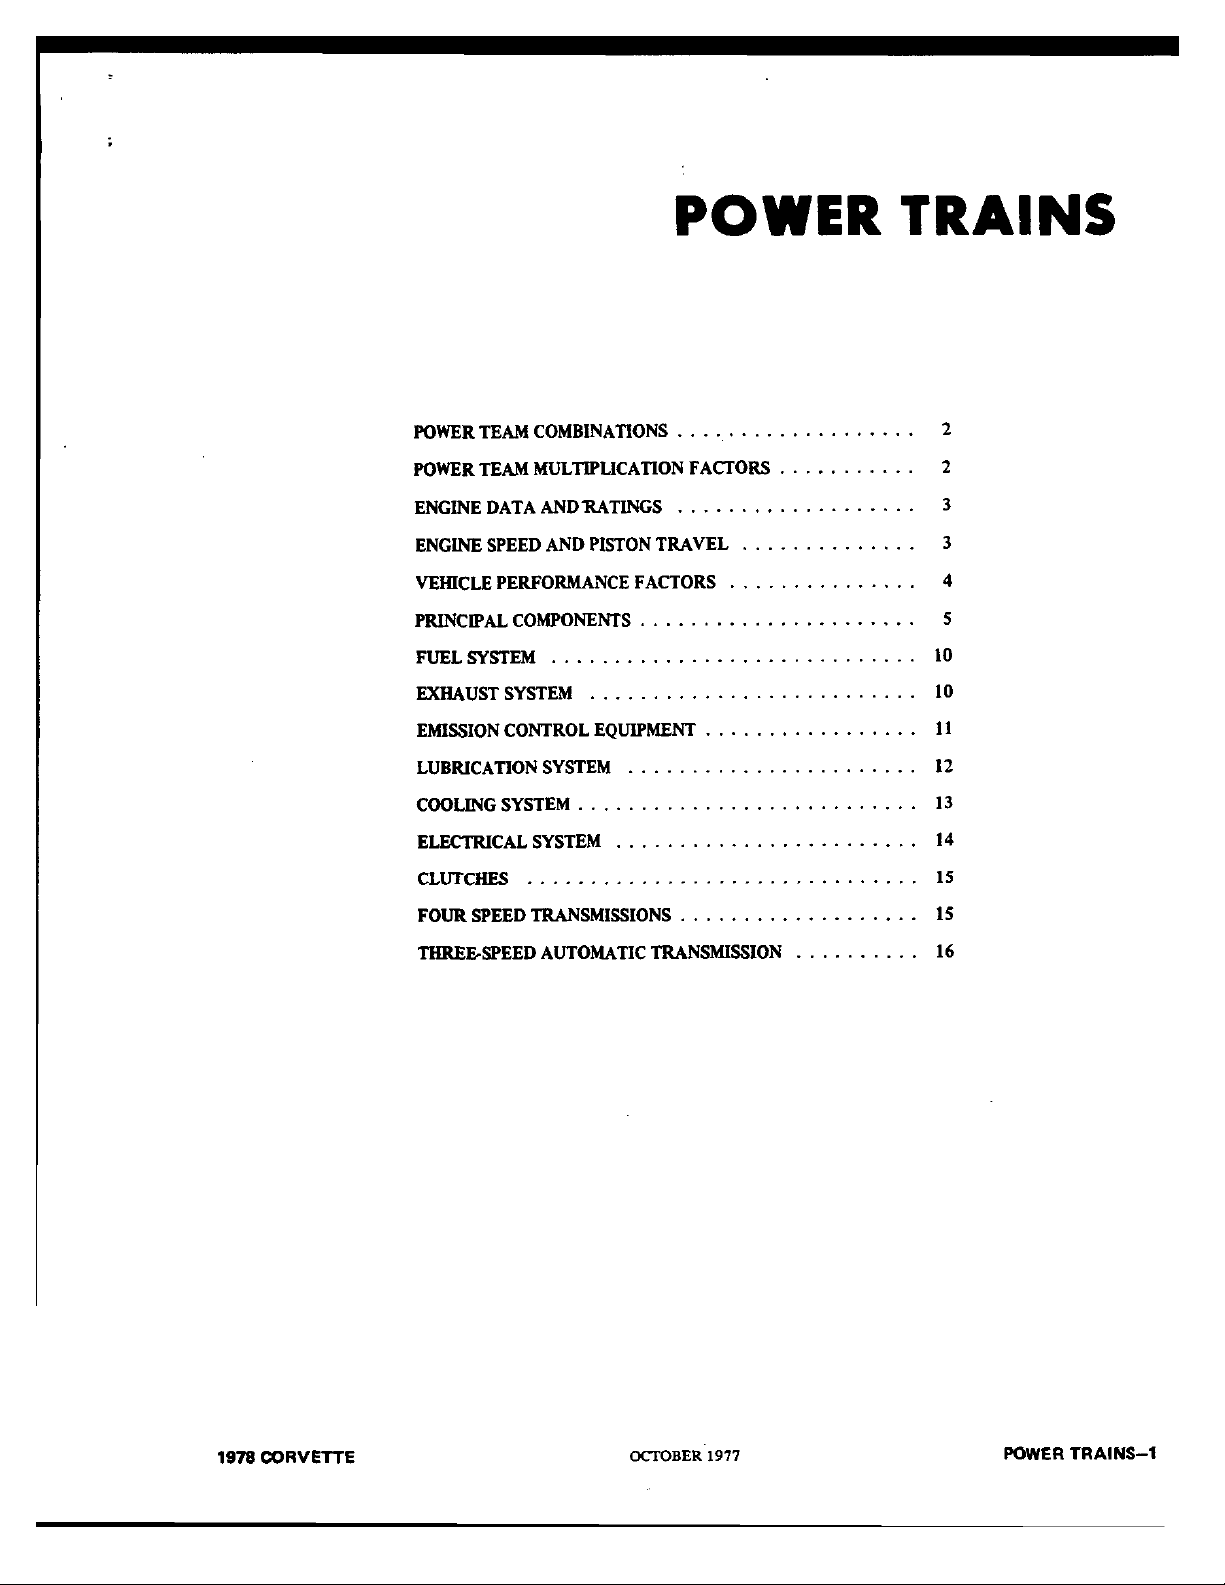 POWER TRAINS
POWER TEAM COMBINATIONS . . . . . . . . . . . . . . . . . . . 2
POWER TEAM MULTIPLICATION FACTORS . . . . . . . . . . . 2
ENGINE DATA AND RATINGS . . . . . . . . . . . . . . . . . . . 3
ENGINE SPEED AND PISTON TRAVEL . . . . . . . . . . . . . . 3
VEHICLE PERFORMANCE FACTORS . . . . . . . . . . . . . . . 4
PRINCIPAL COMPONENTS . . . . . . . . . . . . . . . . . . . . . . 5
FUEL SYSTEM . . . . . . . . . . . . . . . . . . . . . . . . . . . . . 10
EXHAUST SYSTEM . . . . . . . . . . . . . . . . . . . . . . . . . . 10
EMISSION CONTROL EQUIPMENT . . . . . . . . . . . . . . . . . 11
LUBRICATION SYSTEM . . . . . . . . . . . . . . . . . . . . . . . 12
COOLING SYSTEM . . . . . . . . . . . . . . . . . . . . . . . . . . . 13
ELECTRICAL SYSTEM . . . . . . . . . . . . . . . . . . . . . . . . 14
CLUTCHES . . . . . . . . . . . . . . . . . . . . . . . . . . . . . . . 15
FOUR SPEED TRANSMISSIONS . . . . . . . . . . . . . . . . . . . 15
THREE-SPEED AUTOMATIC TRANSMISSION . . . . . . . . . . 16
1978 CORVETTE OCTOBER 1977 POWER TRAINS–1